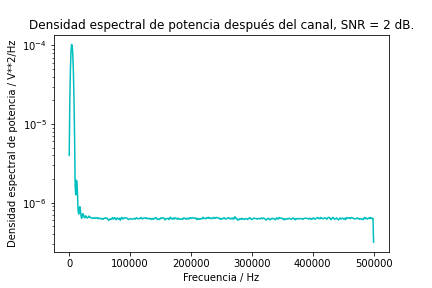 Densidad espectral de potencia después del canal, SNR = 2 dB.
Densidad espectral de potencia / V**2/Hz
10⁻⁴
10⁻⁵
10⁻⁶
0 100000 200000 300000 400000 500000
Frecuencia / Hz